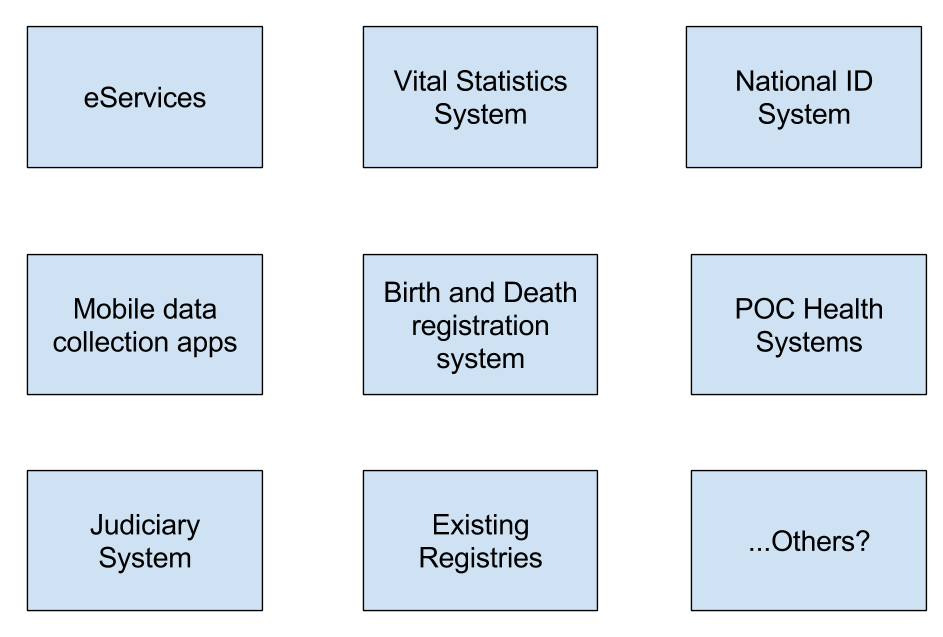 eServices
Vital Statistics
System
National ID
System
Mobile data
collection apps
Birth and Death
registration
system
POC Health
Systems
Judiciary
System
Existing
Registries
...Others?